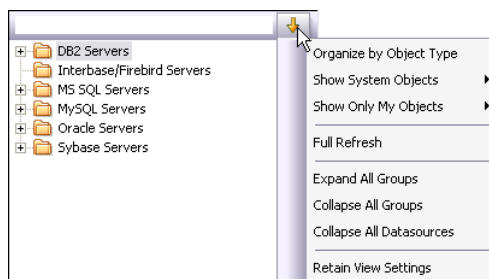 DB2 Servers
Interbase/Firebird Servers
MS SQL Servers
MySQL Servers
Oracle Servers
Sybase Servers
Organize by Object Type
Show System Objects
Show Only My Objects
Full Refresh
Expand All Groups
Collapse All Groups
Collapse All Datasources
Retain View Settings